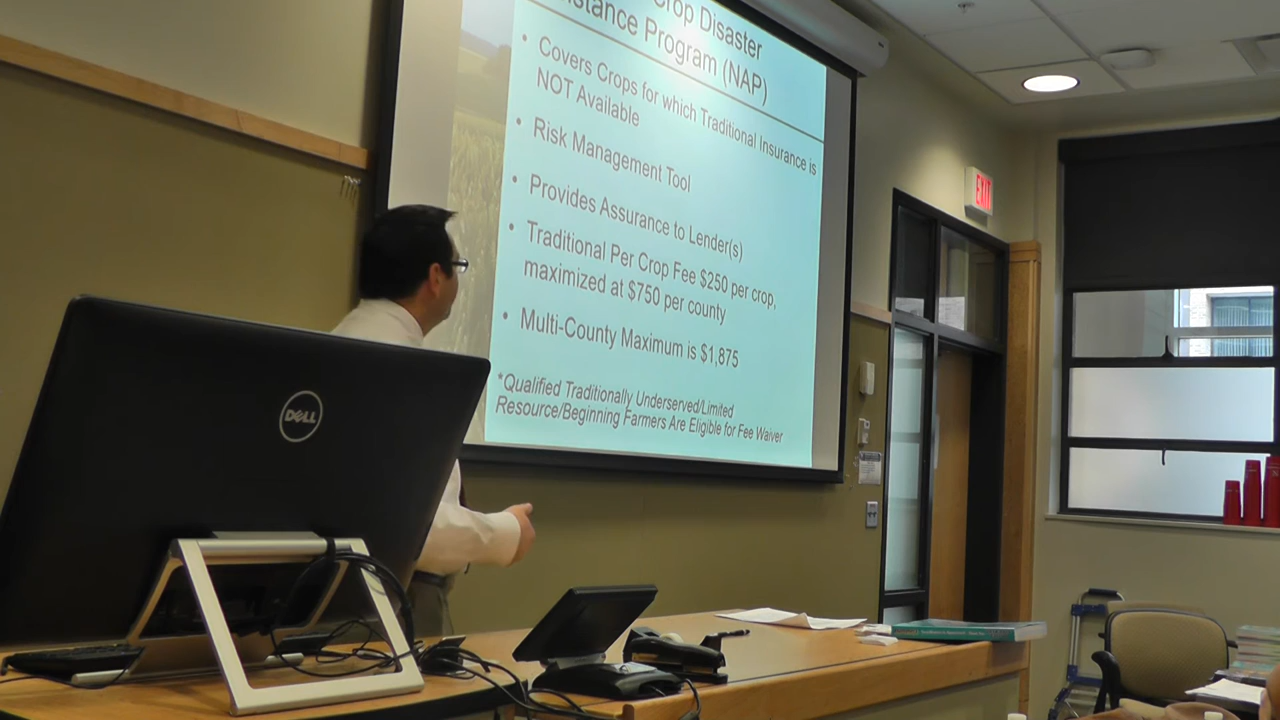 Crop Disaster
istance Program (NAP)
• Covers Crops for which Traditional Insurance is
NOT Available
• Risk Management Tool
• Provides Assurance to Lender(s)
• Traditional Per Crop Fee $250 per crop,
maximized at $750 per county
• Multi-County Maximum is $1,875
*Qualified Traditionally Underserved/Limited
Resource/Beginning Farmers Are Eligible for Fee Waiver
EXIT
DELL